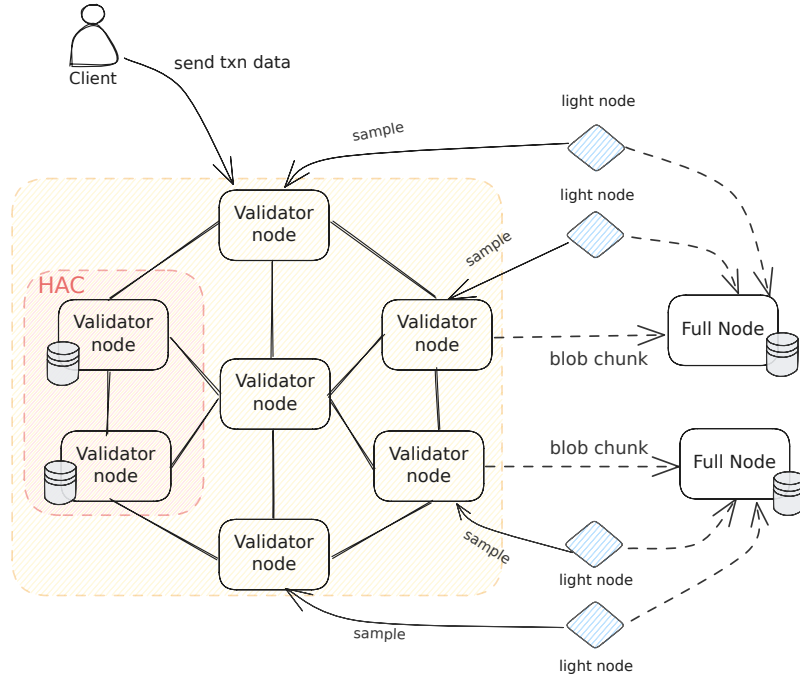 Client
send txn data
light node
sample
light node
Validator
node
sample
HAC
Validator
node
Validator
node
Full Node
blob chunk
Validator
node
Validator
node
Validator
node
blob chunk
Full Node
Validator
node
sample
light node
sample
light node